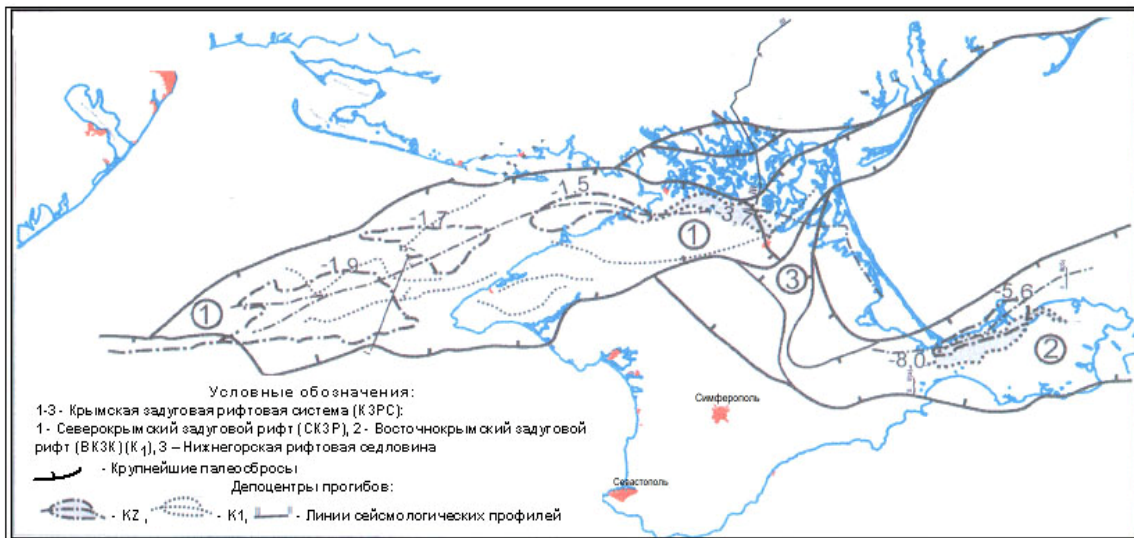 -1,5
-1,7
-3,7
①
-1,9
③
-5,6
①
②
-8,0
Условные обозначения:
1-3 - Крымская задуговая рифтовая система (КЗРС):
Симферополь
1 - Северокрымский задуговой рифт (СКЗР), 2 - Восточнокрымский задуговой
рифт (ВКЗК) (K1), 3 – Нижнегорская рифтовая седловина
- Крупнейшие палеосбросы
Депоцентры прогибов:
Севастополь
- KZ , - K1, - Линии сейсмологических профилей